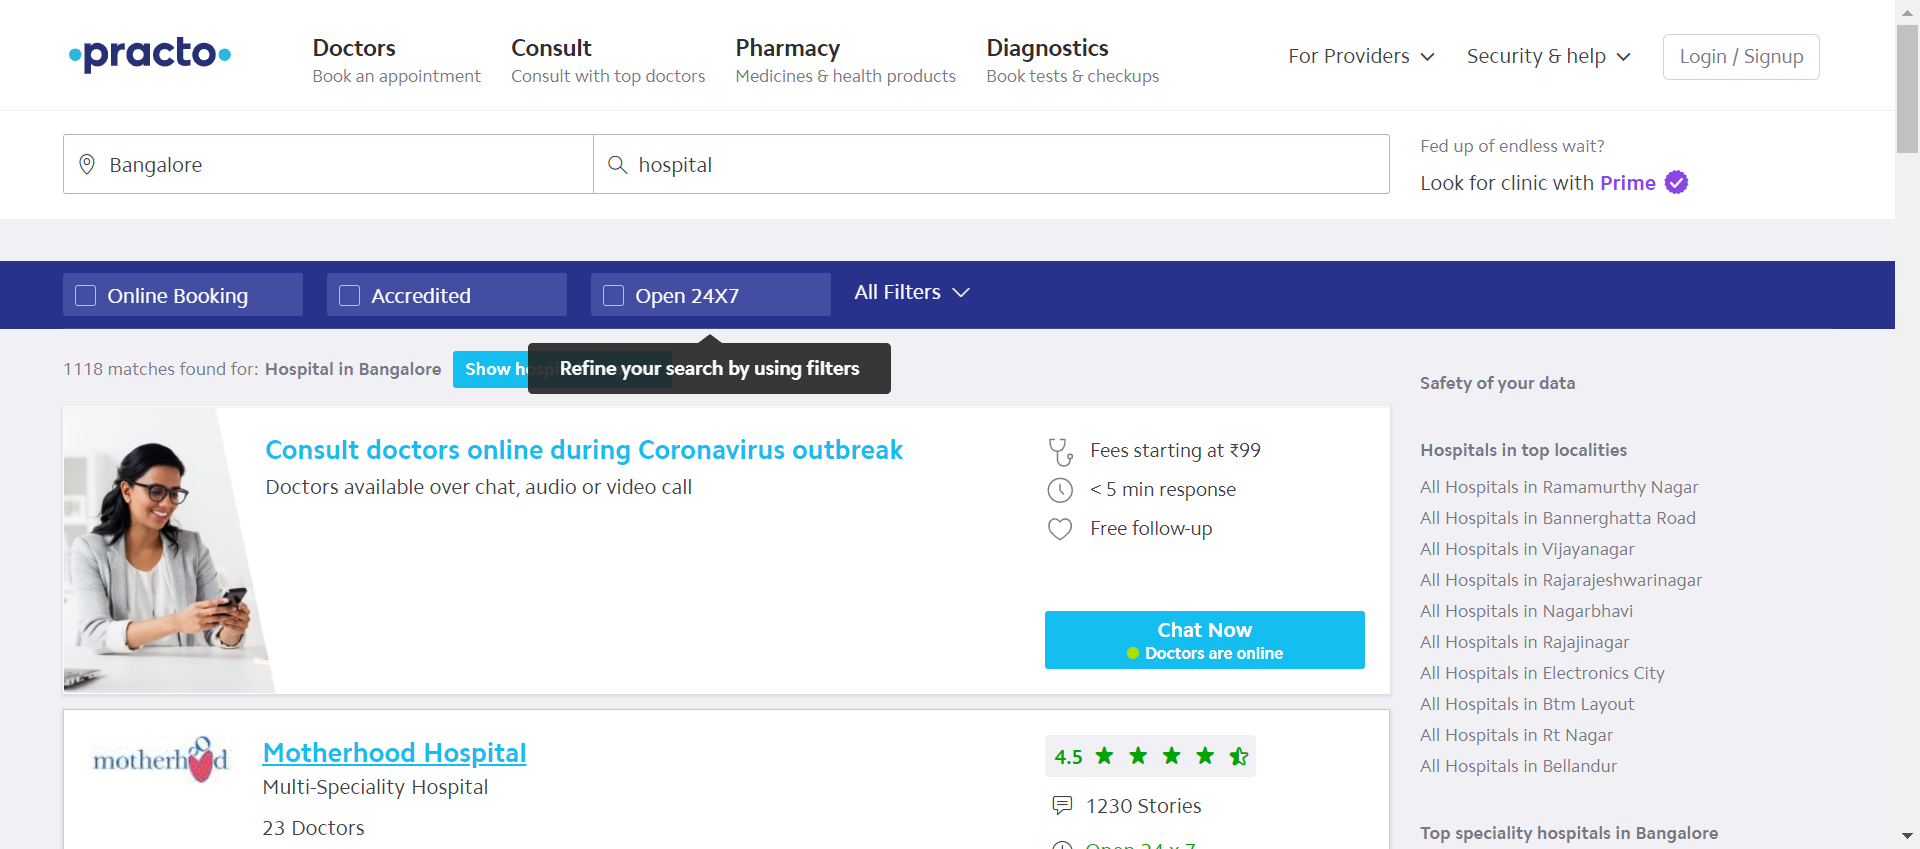 practo
Doctors
Book an appointment
Consult
Consult with top doctors
Pharmacy
Medicines & health products
Diagnostics
Book tests & checkups
For Providers
Security & help
Login / Signup
Bangalore
hospital
Fed up of endless wait?
Look for clinic with Prime
Online Booking
Accredited
Open 24X7
All Filters
1118 matches found for: Hospital in Bangalore
Show hospi
Refine your search by using filters
Consult doctors online during Coronavirus outbreak
Doctors available over chat, audio or video call
Fees starting at ₹99
< 5 min response
Free follow-up
Chat Now
Doctors are online
motherhood
Motherhood Hospital
Multi-Speciality Hospital
23 Doctors
4.5
1230 Stories
Open 24 x 7
Safety of your data
Hospitals in top localities
All Hospitals in Ramamurthy Nagar
All Hospitals in Bannerghatta Road
All Hospitals in Vijayanagar
All Hospitals in Rajarajeshwarinagar
All Hospitals in Nagarbhavi
All Hospitals in Rajajinagar
All Hospitals in Electronics City
All Hospitals in Btm Layout
All Hospitals in Rt Nagar
All Hospitals in Bellandur
Top speciality hospitals in Bangalore